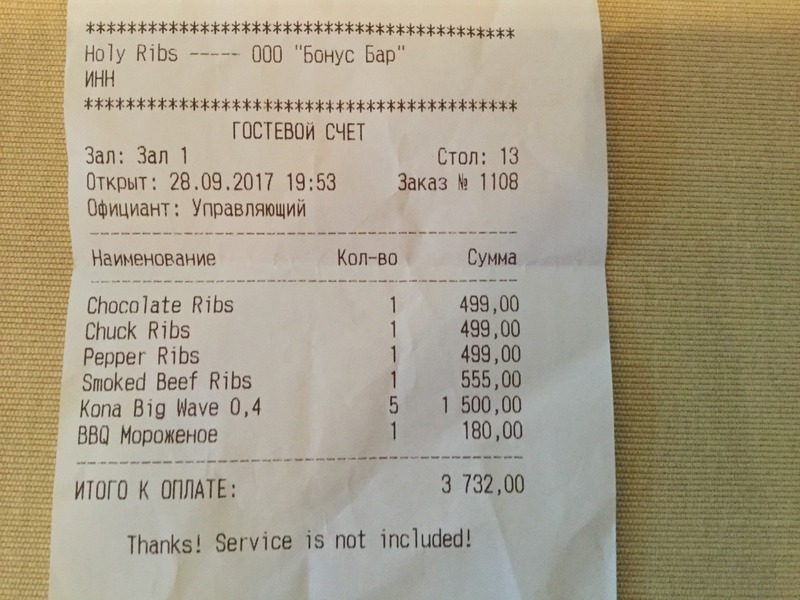 *****************************************
Holy Ribs ----- ООО "Бонус Бар"
ИНН
*****************************************
ГОСТЕВОЙ СЧЕТ
Зал: Зал 1 Стол: 13
Открыт: 28.09.2017 19:53 Заказ № 1108
Официант: Управляющий
-----------------------------------------
Наименование Кол-во Сумма
-----------------------------------------
Chocolate Ribs 1 499,00
Chuck Ribs 1 499,00
Pepper Ribs 1 499,00
Smoked Beef Ribs 1 555,00
Kona Big Wave 0,4 5 1 500,00
BBQ Мороженое 1 180,00
-----------------------------------------
ИТОГО К ОПЛАТЕ: 3 732,00
Thanks! Service is not included!